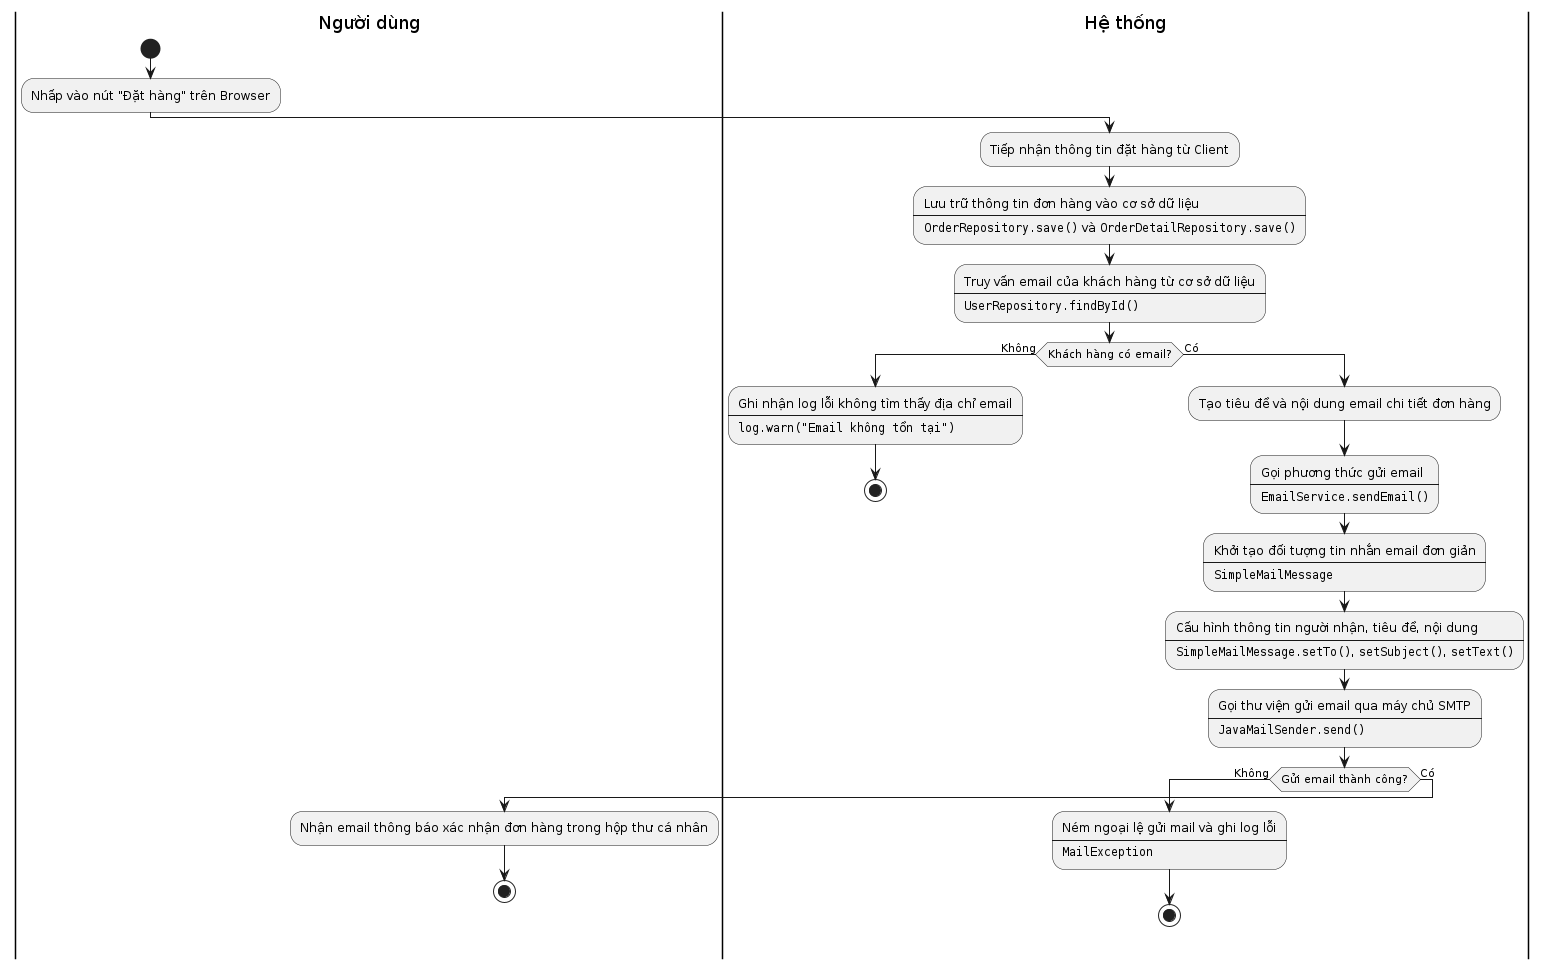 Người dùng
Hệ thống
Nhấp vào nút "Đặt hàng" trên Browser
Tiếp nhận thông tin đặt hàng từ Client
Lưu trữ thông tin đơn hàng vào cơ sở dữ liệu
OrderRepository.save() và OrderDetailRepository.save()
Truy vấn email của khách hàng từ cơ sở dữ liệu
UserRepository.findById()
Không
Khách hàng có email?
Có
Ghi nhận log lỗi không tìm thấy địa chỉ email
log.warn("Email không tồn tại")
Tạo tiêu đề và nội dung email chi tiết đơn hàng
Gọi phương thức gửi email
EmailService.sendEmail()
Khởi tạo đối tượng tin nhắn email đơn giản
SimpleMailMessage
Cấu hình thông tin người nhận, tiêu đề, nội dung
SimpleMailMessage.setTo(), setSubject(), setText()
Gọi thư viện gửi email qua máy chủ SMTP
JavaMailSender.send()
Không
Gửi email thành công?
Có
Nhận email thông báo xác nhận đơn hàng trong hộp thư cá nhân
Ném ngoại lệ gửi mail và ghi log lỗi
MailException